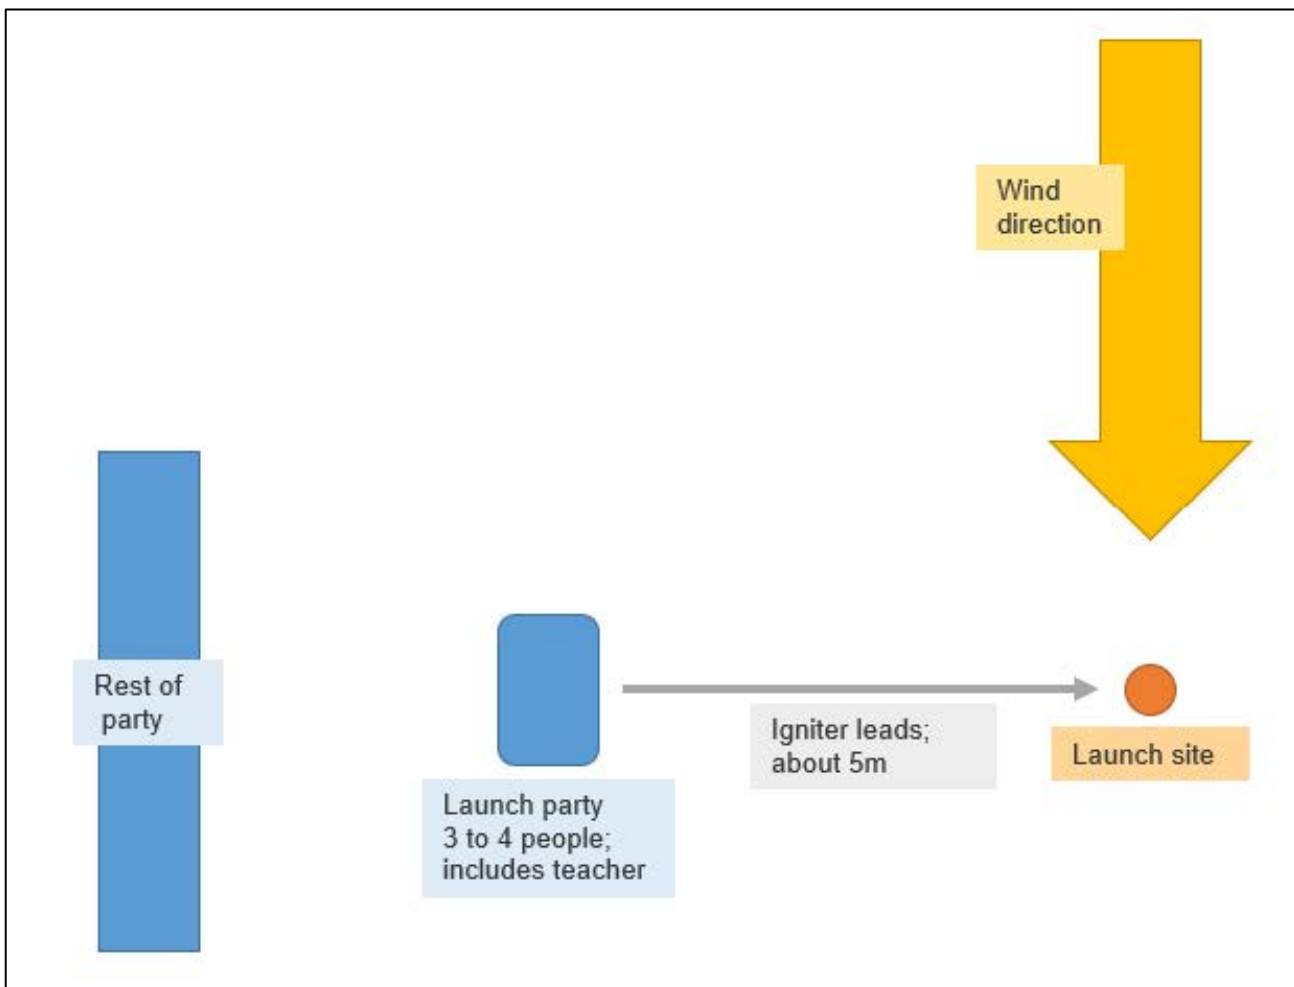 Wind
direction
Rest of
party
Igniter leads;
about 5m
Launch site
Launch party
3 to 4 people;
includes teacher